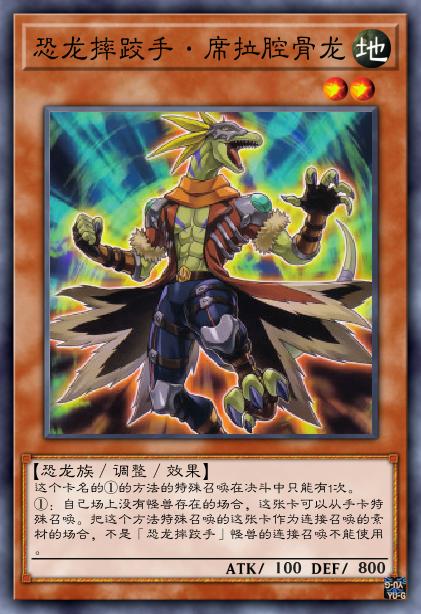 恐龙摔跤手·席拉腔骨龙
地
【恐龙族／调整／效果】
这个卡名的①的方法的特殊召唤在决斗中只能有1次。
①：自己场上没有怪兽存在的场合，这张卡可以从手卡特
殊召唤。把这个方法特殊召唤的这张卡作为连接召唤的素
材的场合，不是「恐龙摔跤手」怪兽的连接召唤不能使用
。
ATK/ 100 DEF/ 800